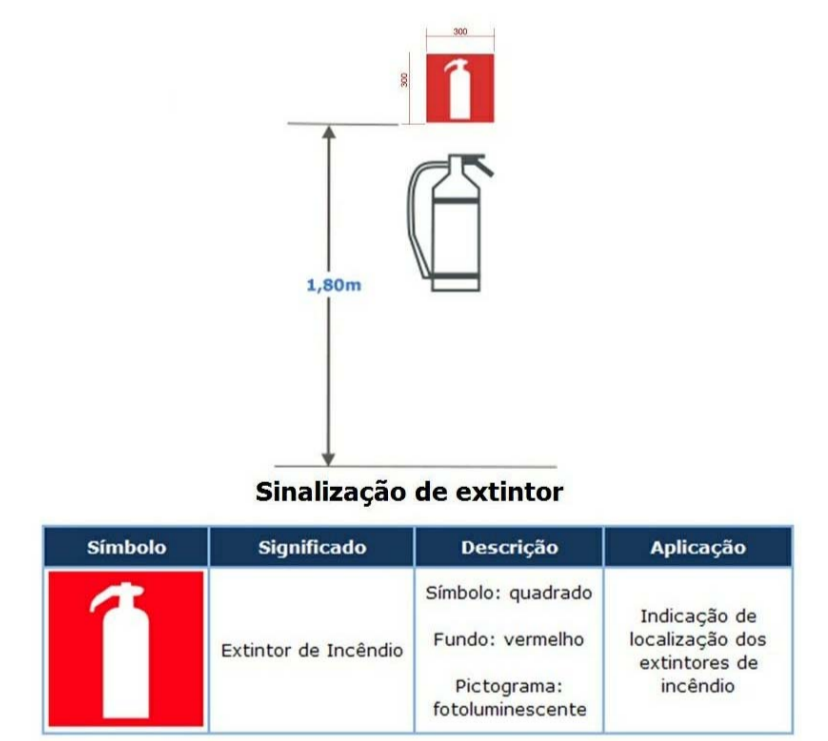 300
300
1,80m
Sinalização de extintor
Símbolo Significado Descrição Aplicação
Extintor de Incêndio
Símbolo: quadrado
Fundo: vermelho
Pictograma:
fotoluminescente
Indicação de
localização dos
extintores de
incêndio